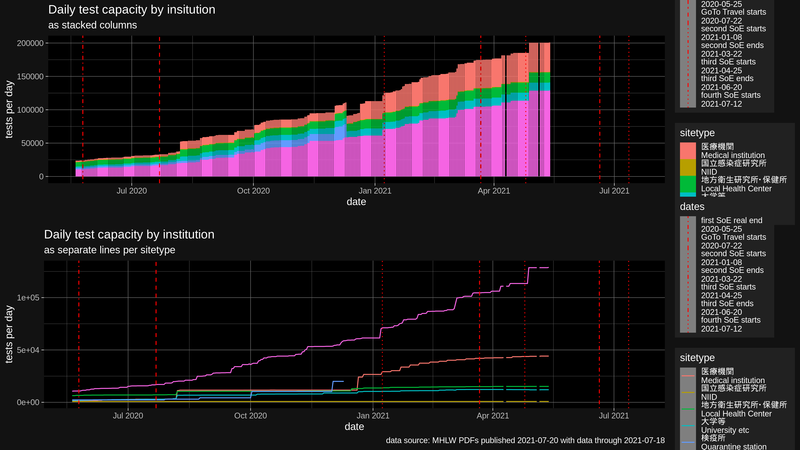 Daily test capacity by insitution
as stacked columns
200000
150000
100000
50000
0
tests per day
Jul 2020
Oct 2020
Jan 2021
Apr 2021
Jul 2021
date
2020-05-25
GoTo Travel starts
2020-07-22
second SoE starts
2021-01-08
second SoE ends
2021-03-22
third SoE starts
2021-04-25
third SoE ends
2021-06-20
fourth SoE starts
2021-07-12
sitetype
医療機関
Medical institution
国立感染症研究所
NIID
地方衛生研究所・保健所
Local Health Center
大学等
dates
first SoE real end
2020-05-25
GoTo Travel starts
2020-07-22
second SoE starts
2021-01-08
second SoE ends
2021-03-22
third SoE starts
2021-04-25
third SoE ends
2021-06-20
fourth SoE starts
2021-07-12
Daily test capacity by insitution
as separate lines per sitetype
1e+05
5e+04
0e+00
tests per day
Jul 2020
Oct 2020
Jan 2021
Apr 2021
Jul 2021
date
sitetype
医療機関
Medical institution
国立感染症研究所
NIID
地方衛生研究所・保健所
Local Health Center
大学等
University etc
検疫所
Quarantine station
data source: MHLW PDFs published 2021-07-20 with data through 2021-07-18